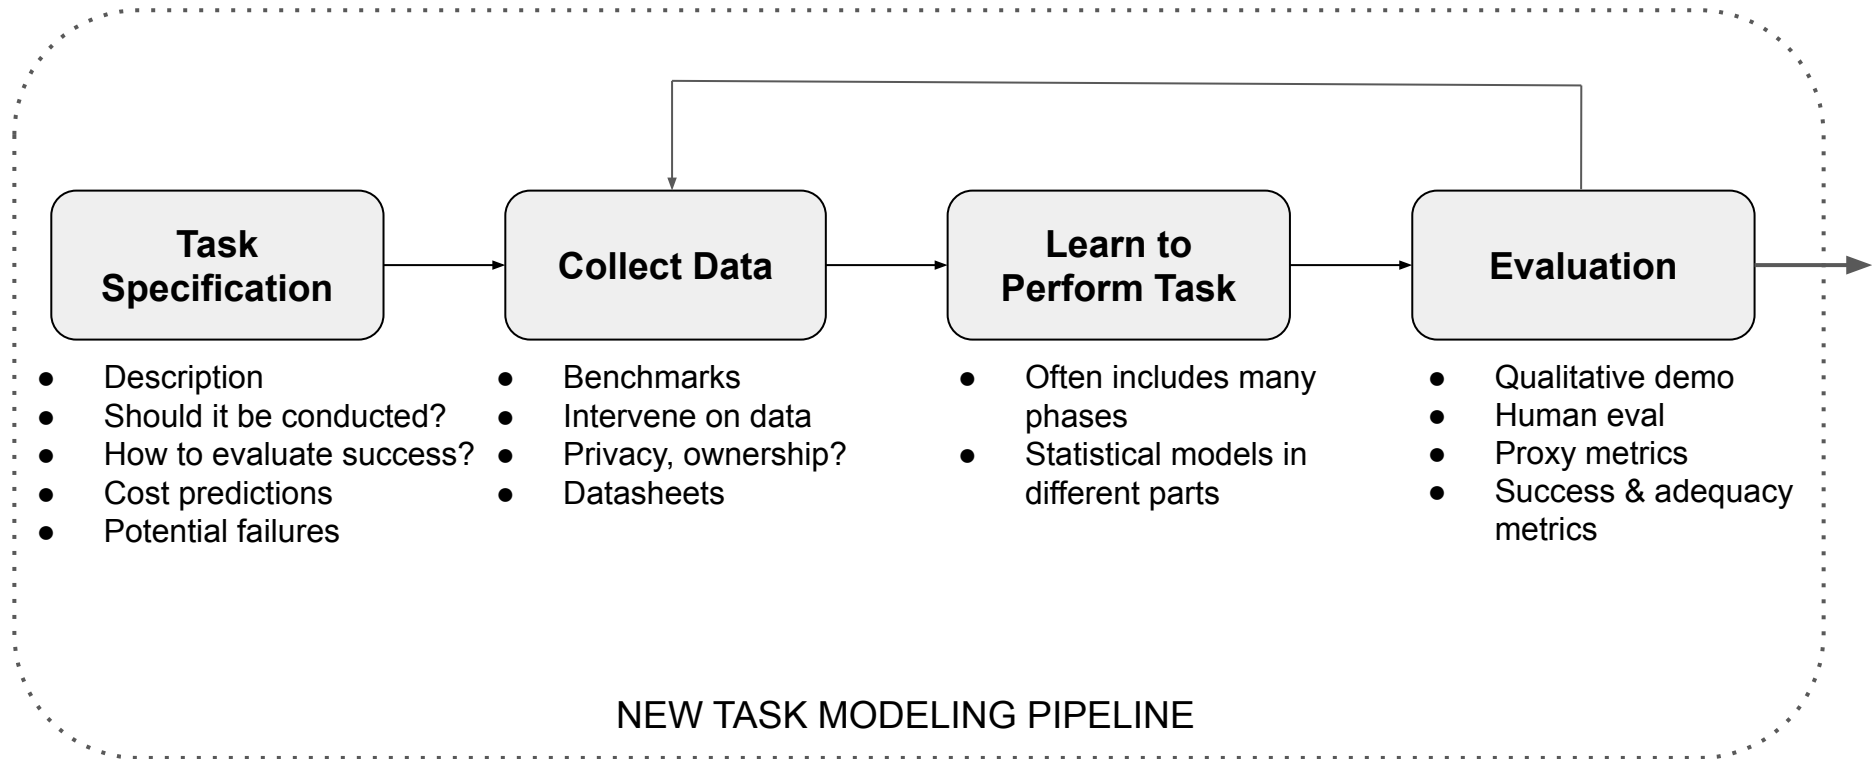 Task
Specification
Collect Data
Learn to
Perform Task
Evaluation
● Description
● Should it be conducted?
● How to evaluate success?
● Cost predictions
● Potential failures
● Benchmarks
● Intervene on data
● Privacy, ownership?
● Datasheets
● Often includes many
phases
● Statistical models in
different parts
● Qualitative demo
● Human eval
● Proxy metrics
● Success & adequacy
metrics
NEW TASK MODELING PIPELINE